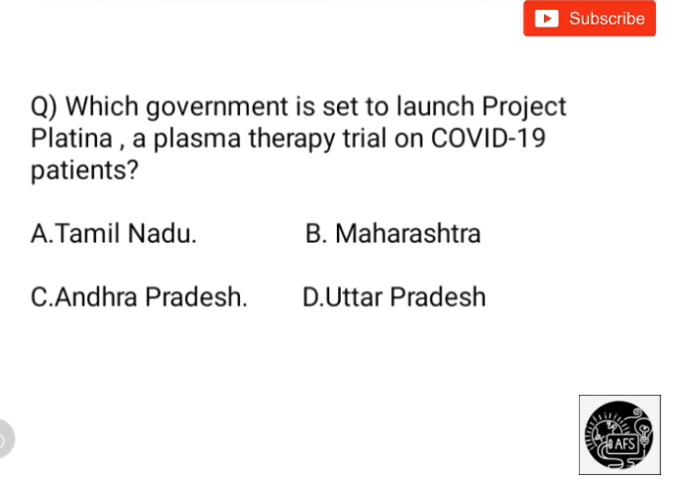 Subscribe
Q) Which government is set to launch Project
Platina , a plasma therapy trial on COVID-19
patients?
A.Tamil Nadu. B. Maharashtra
C.Andhra Pradesh. D.Uttar Pradesh
AFS